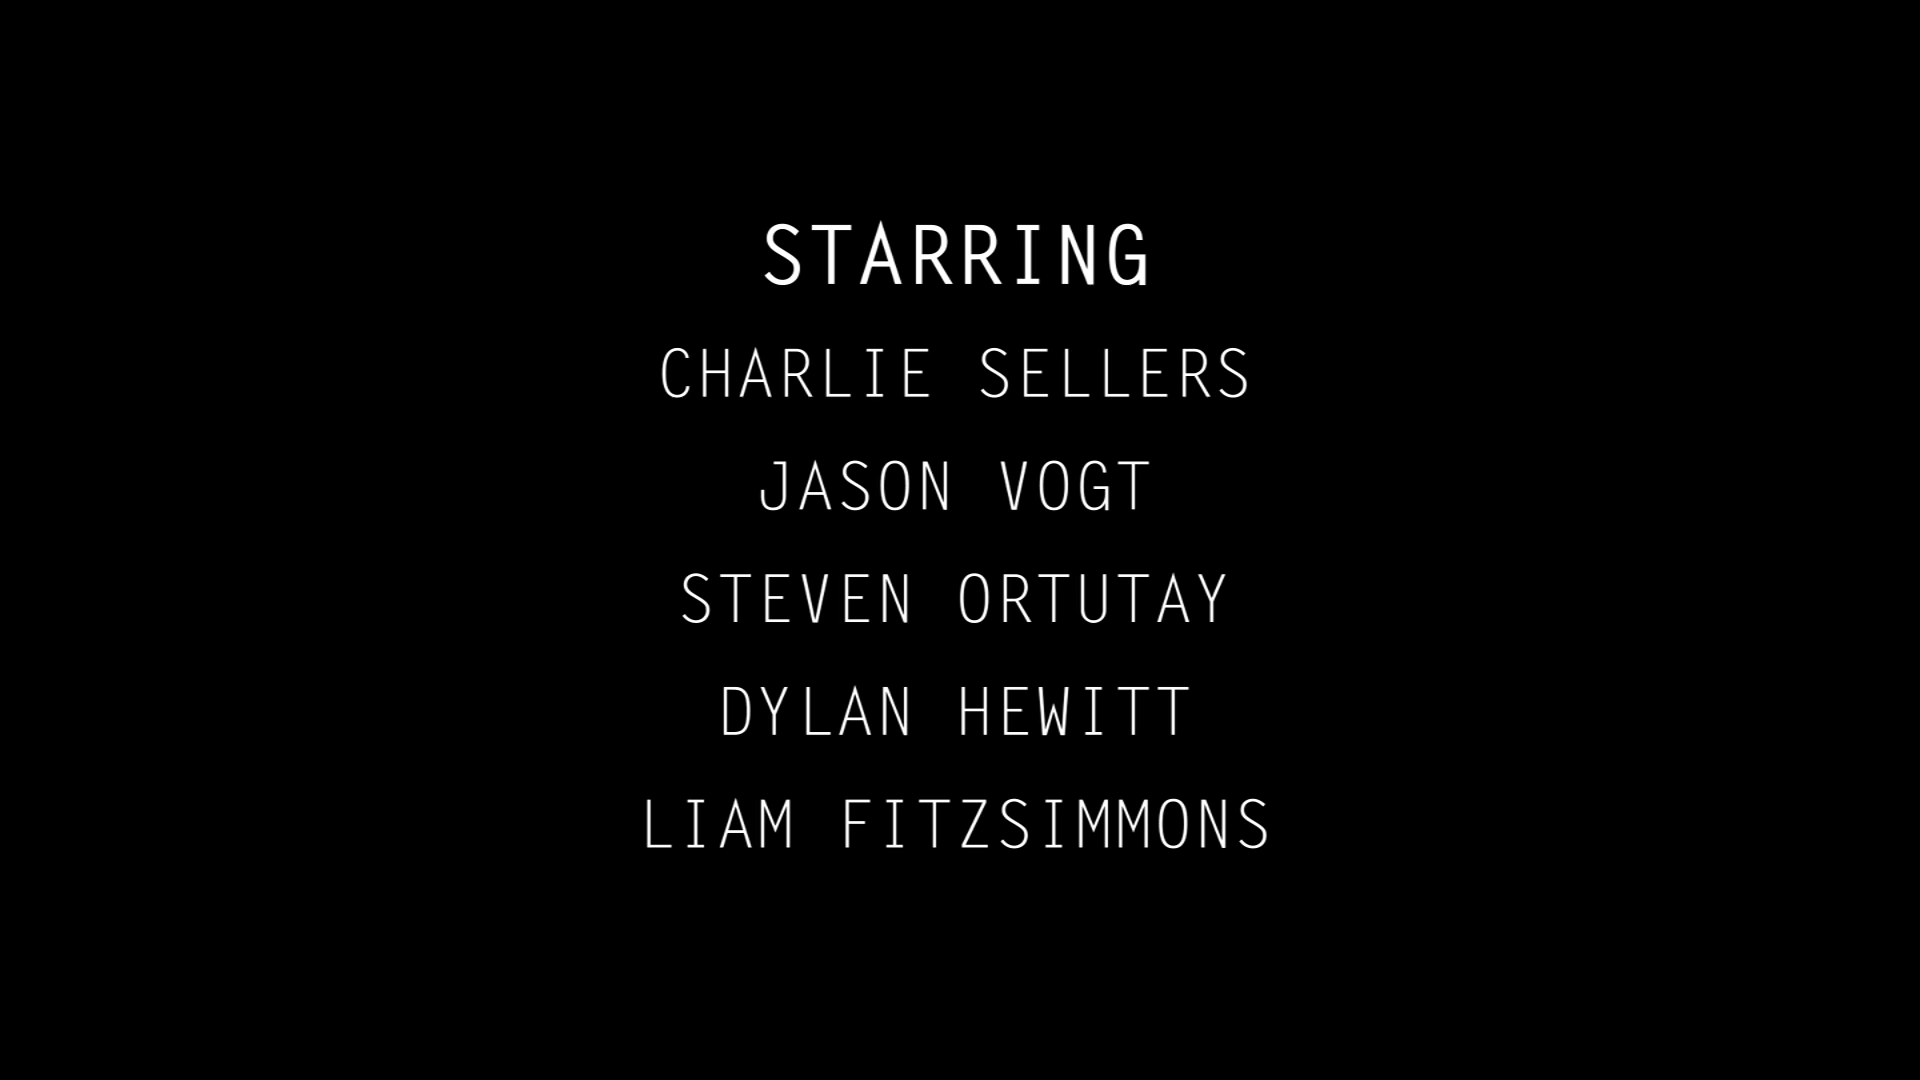 STARRING
CHARLIE SELLERS
JASON VOGT
STEVEN ORTUTAY
DYLAN HEWITT
LIAM FITZSIMMONS